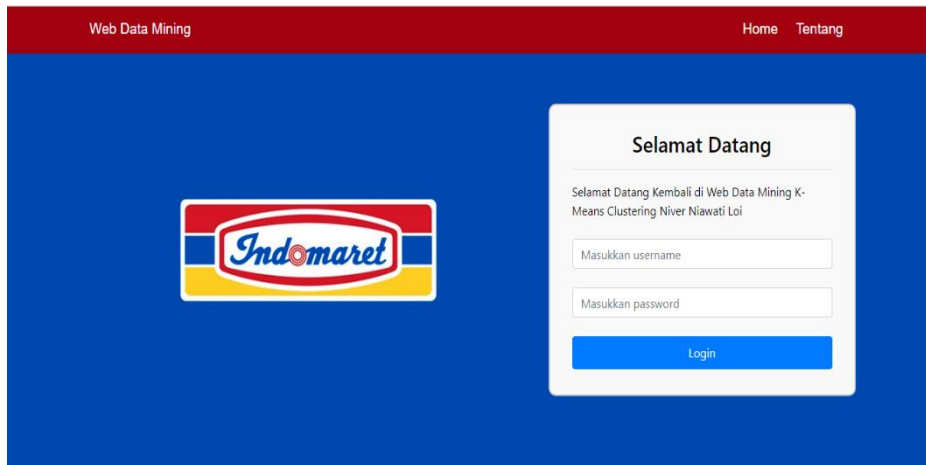 Web Data Mining
Home Tentang
Indomaret
Selamat Datang
Selamat Datang Kembali di Web Data Mining K-
Means Clustering Niver Niawati Loi
Masukkan username
Masukkan password
Login